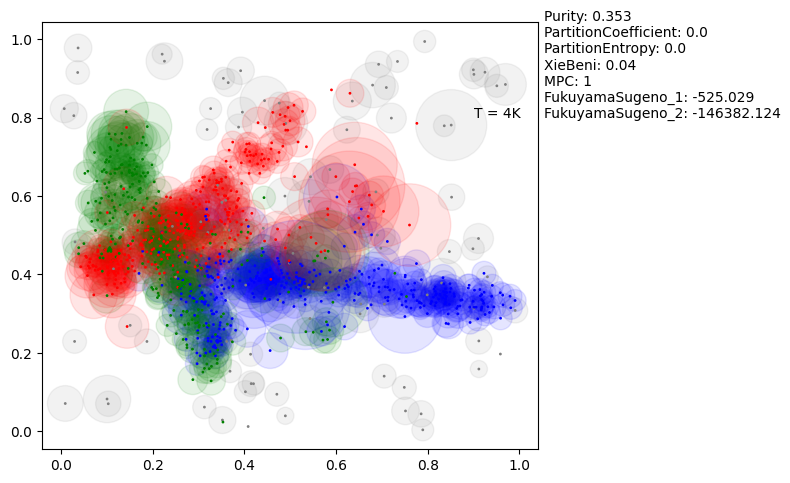 Purity: 0.353
PartitionCoefficient: 0.0
PartitionEntropy: 0.0
XieBeni: 0.04
MPC: 1
FukuyamaSugeno_1: -525.029
FukuyamaSugeno_2: -146382.124
T = 4K
1.0
0.8
0.6
0.4
0.2
0.0
0.0 0.2 0.4 0.6 0.8 1.0